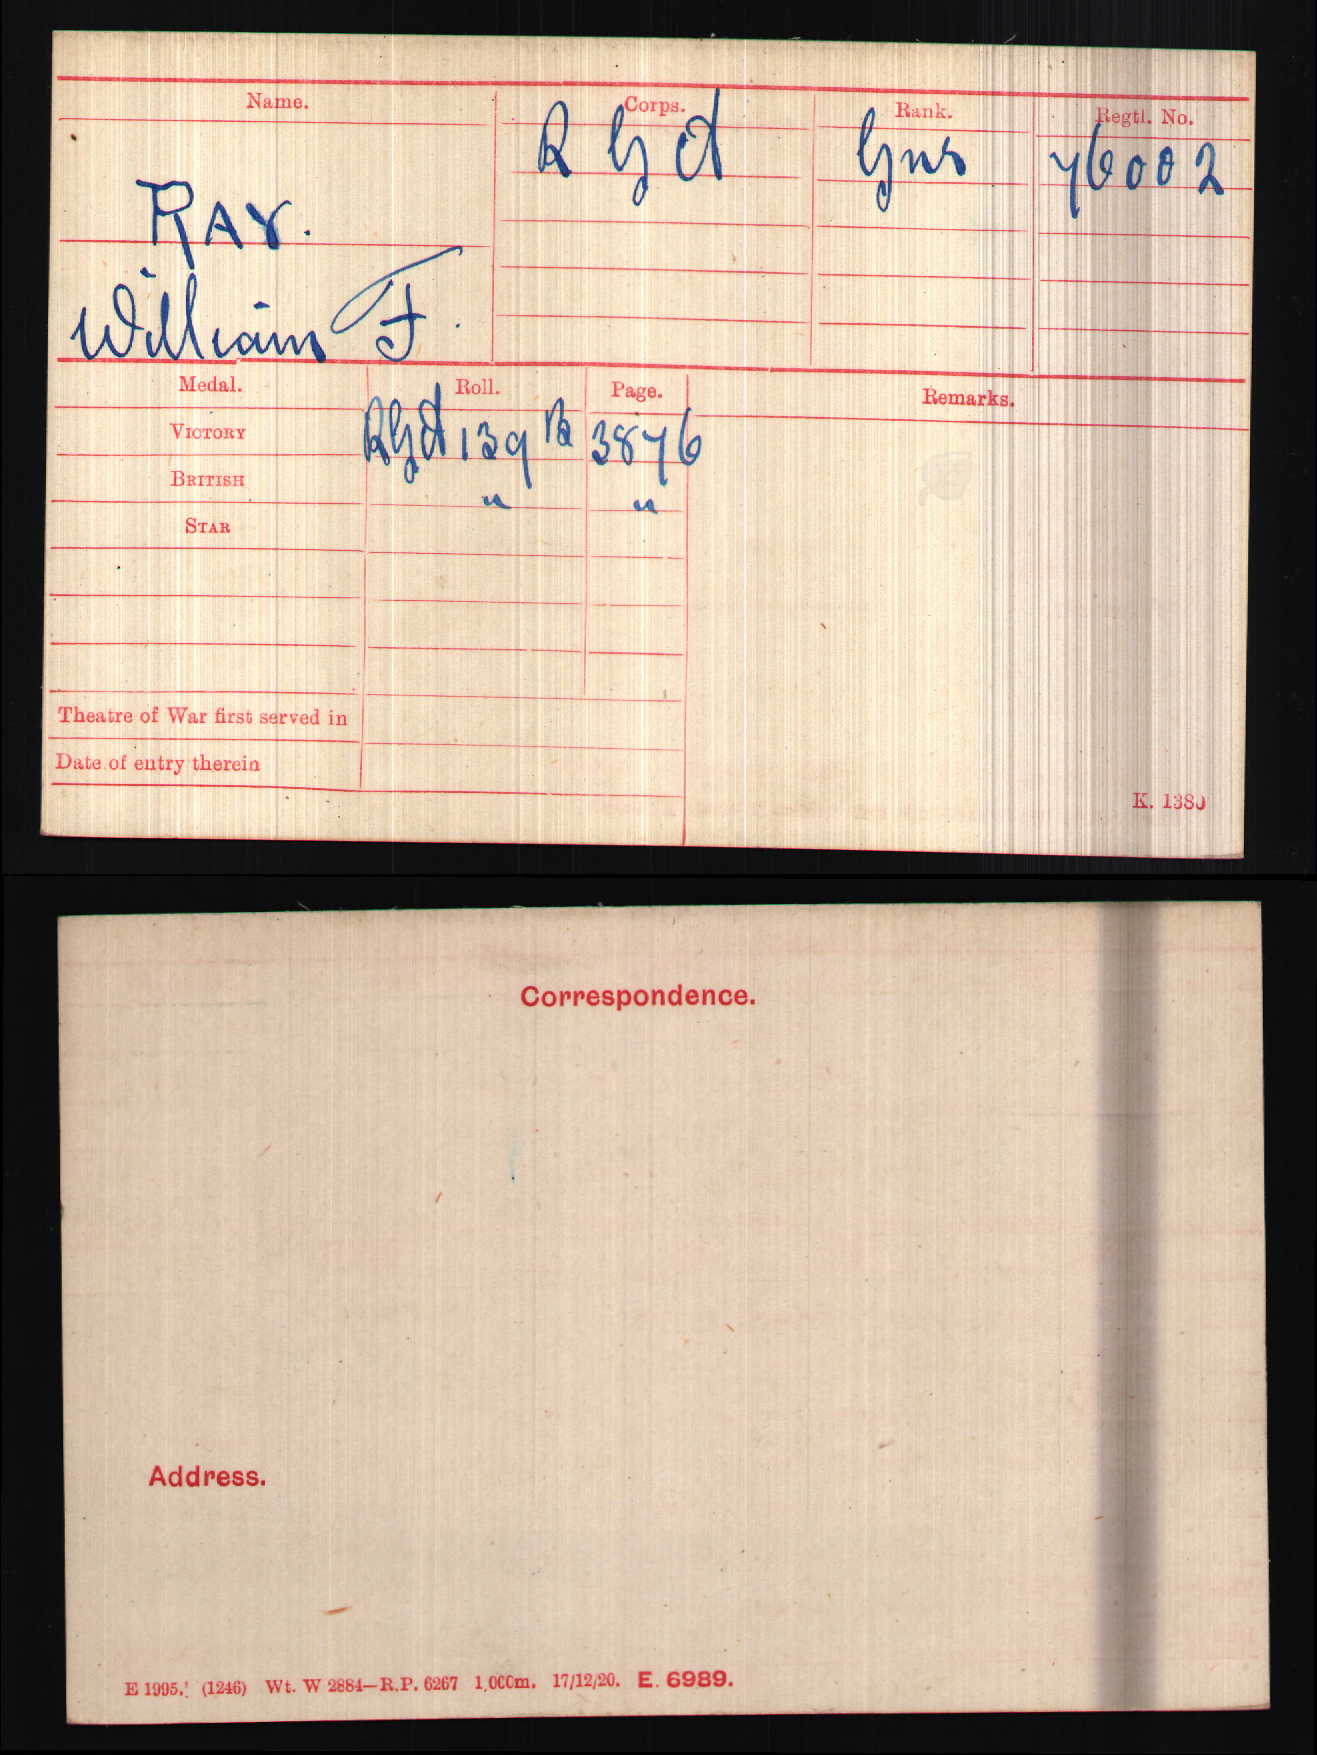 Name. Corps. Rank. Regtl. No.
R G A Gnr 76002
RAY.
William F.
Medal. Roll. Page. Remarks.
VICTORY RGA 139 B 3876
BRITISH " "
STAR
Theatre of War first served in
Date of entry therein
K. 1380
Correspondence.
Address.
E 1995. (1246) Wt. W 2884—R.P. 6267 1,000m. 17/12/20. E. 6989.